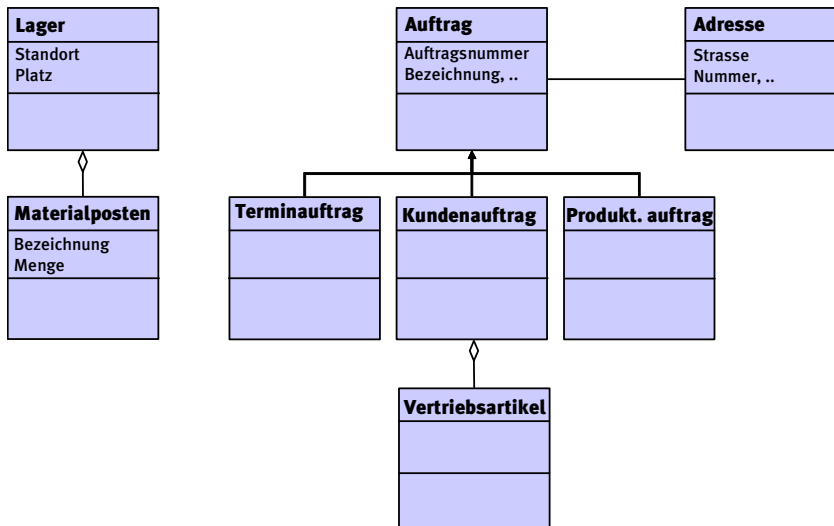 Lager
Standort
Platz
Auftrag
Auftragsnummer
Bezeichnung, ..
Adresse
Strasse
Nummer, ..
Materialposten
Bezeichnung
Menge
Terminauftrag
Kundenauftrag
Produkt. auftrag
Vertriebsartikel